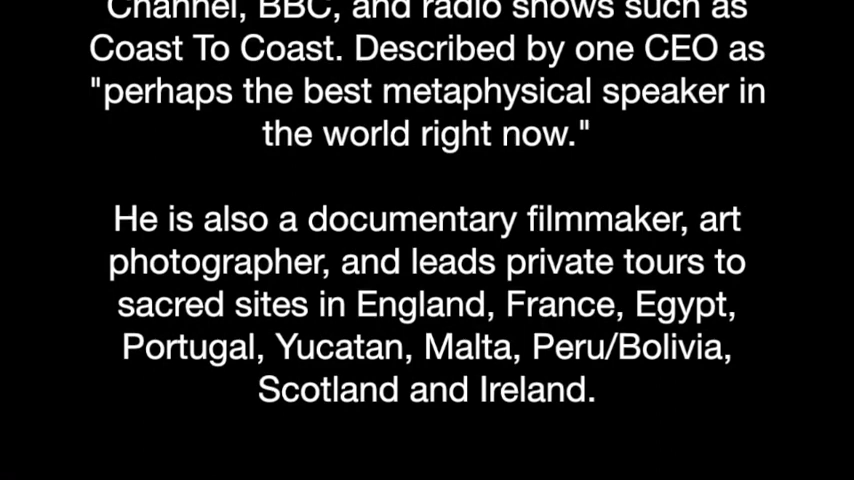 Channel, BBC, and radio shows such as
Coast To Coast. Described by one CEO as
"perhaps the best metaphysical speaker in
the world right now."
He is also a documentary filmmaker, art
photographer, and leads private tours to
sacred sites in England, France, Egypt,
Portugal, Yucatan, Malta, Peru/Bolivia,
Scotland and Ireland.